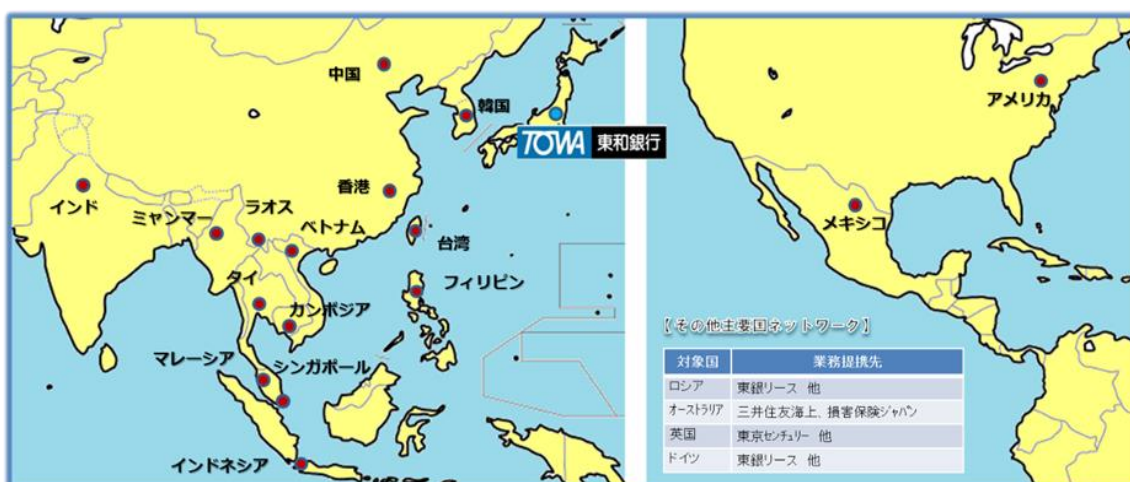 中国
韓国
アメリカ
TOWA 東和銀行
香港
インド
ミャンマー
ラオス
ベトナム
メキシコ
台湾
タイ
フィリピン
カンボジア
マレーシア
シンガポール
インドネシア
【その他主要国ネットワーク】
対象国 業務提携先
ロシア 東銀リース 他
オーストラリア 三井住友海上、損害保険ジャパン
英国 東京センチュリー 他
ドイツ 東銀リース 他